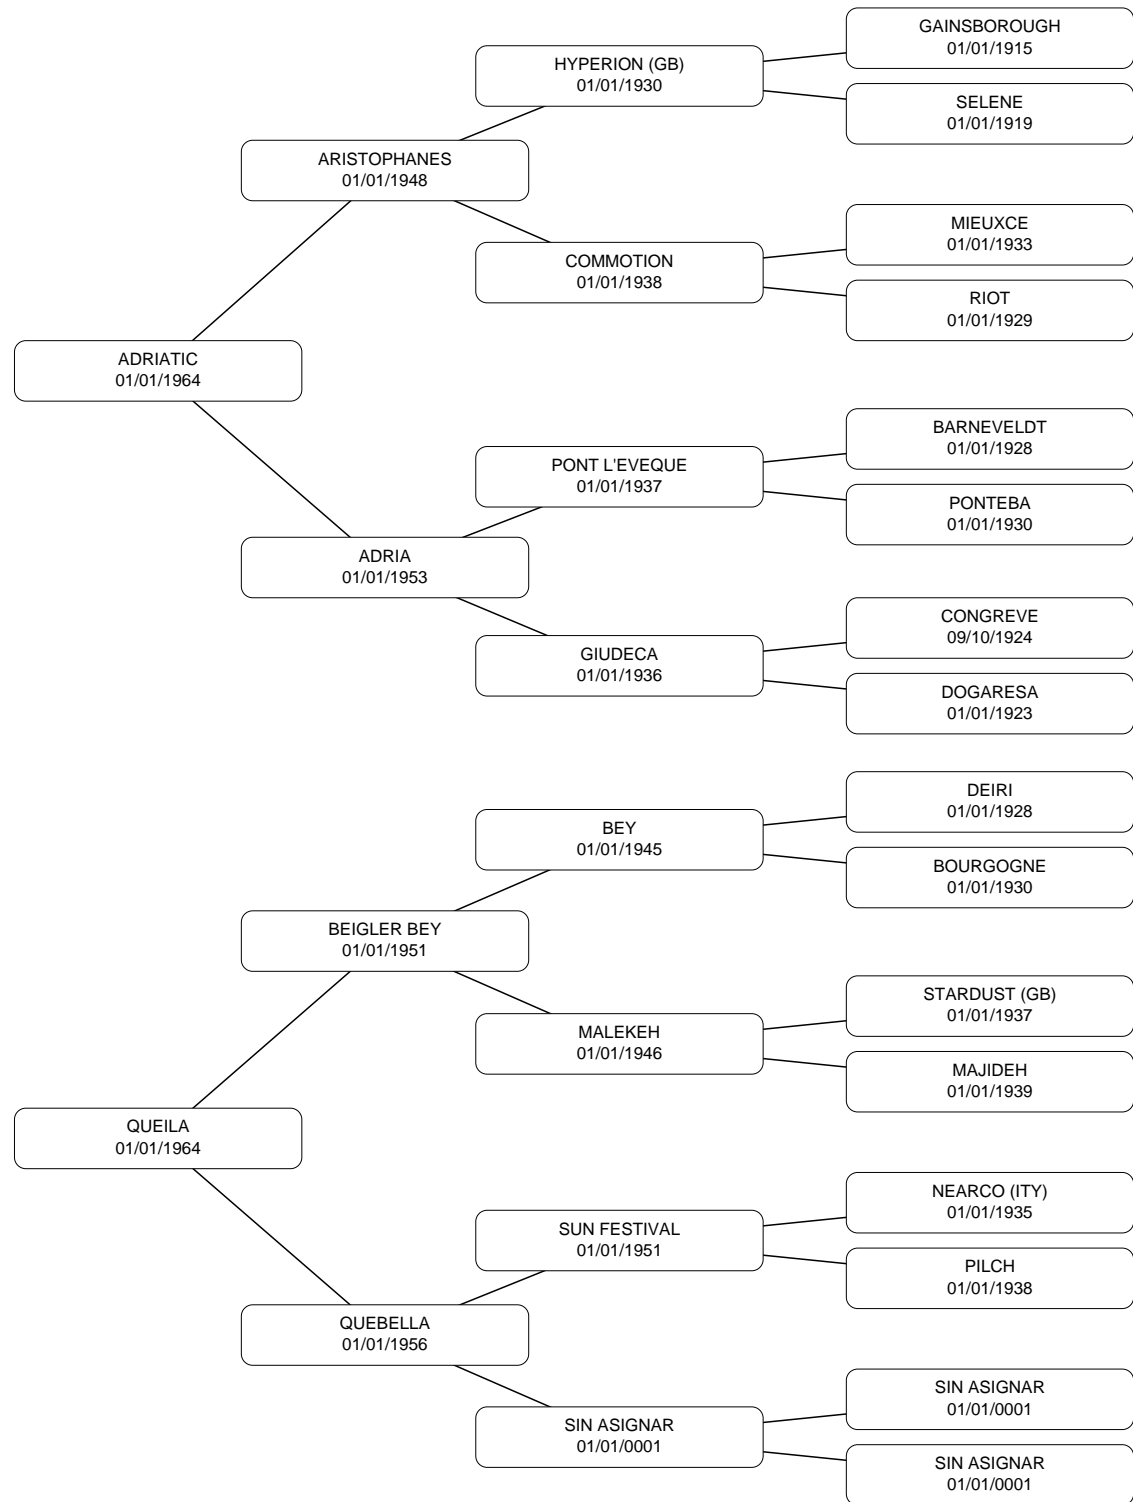 GAINSBOROUGH
01/01/1915
HYPERION (GB)
01/01/1930
SELENE
01/01/1919
ARISTOPHANES
01/01/1948
MIEUXCE
01/01/1933
COMMOTION
01/01/1938
RIOT
01/01/1929
ADRIATIC
01/01/1964
BARNEVELDT
01/01/1928
PONT L'EVEQUE
01/01/1937
PONTEBA
01/01/1930
ADRIA
01/01/1953
CONGREVE
09/10/1924
GIUDECA
01/01/1936
DOGARESA
01/01/1923
DEIRI
01/01/1928
BEY
01/01/1945
BOURGOGNE
01/01/1930
BEIGLER BEY
01/01/1951
STARDUST (GB)
01/01/1937
MALEKEH
01/01/1946
MAJIDEH
01/01/1939
QUEILA
01/01/1964
NEARCO (ITY)
01/01/1935
SUN FESTIVAL
01/01/1951
PILCH
01/01/1938
QUEBELLA
01/01/1956
SIN ASIGNAR
01/01/0001
SIN ASIGNAR
01/01/0001
SIN ASIGNAR
01/01/0001